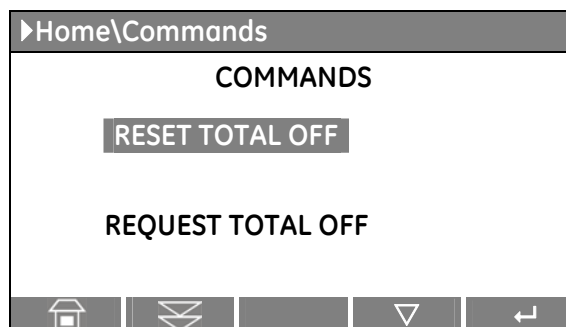 Home\Commands
COMMANDS
RESET TOTAL OFF
REQUEST TOTAL OFF